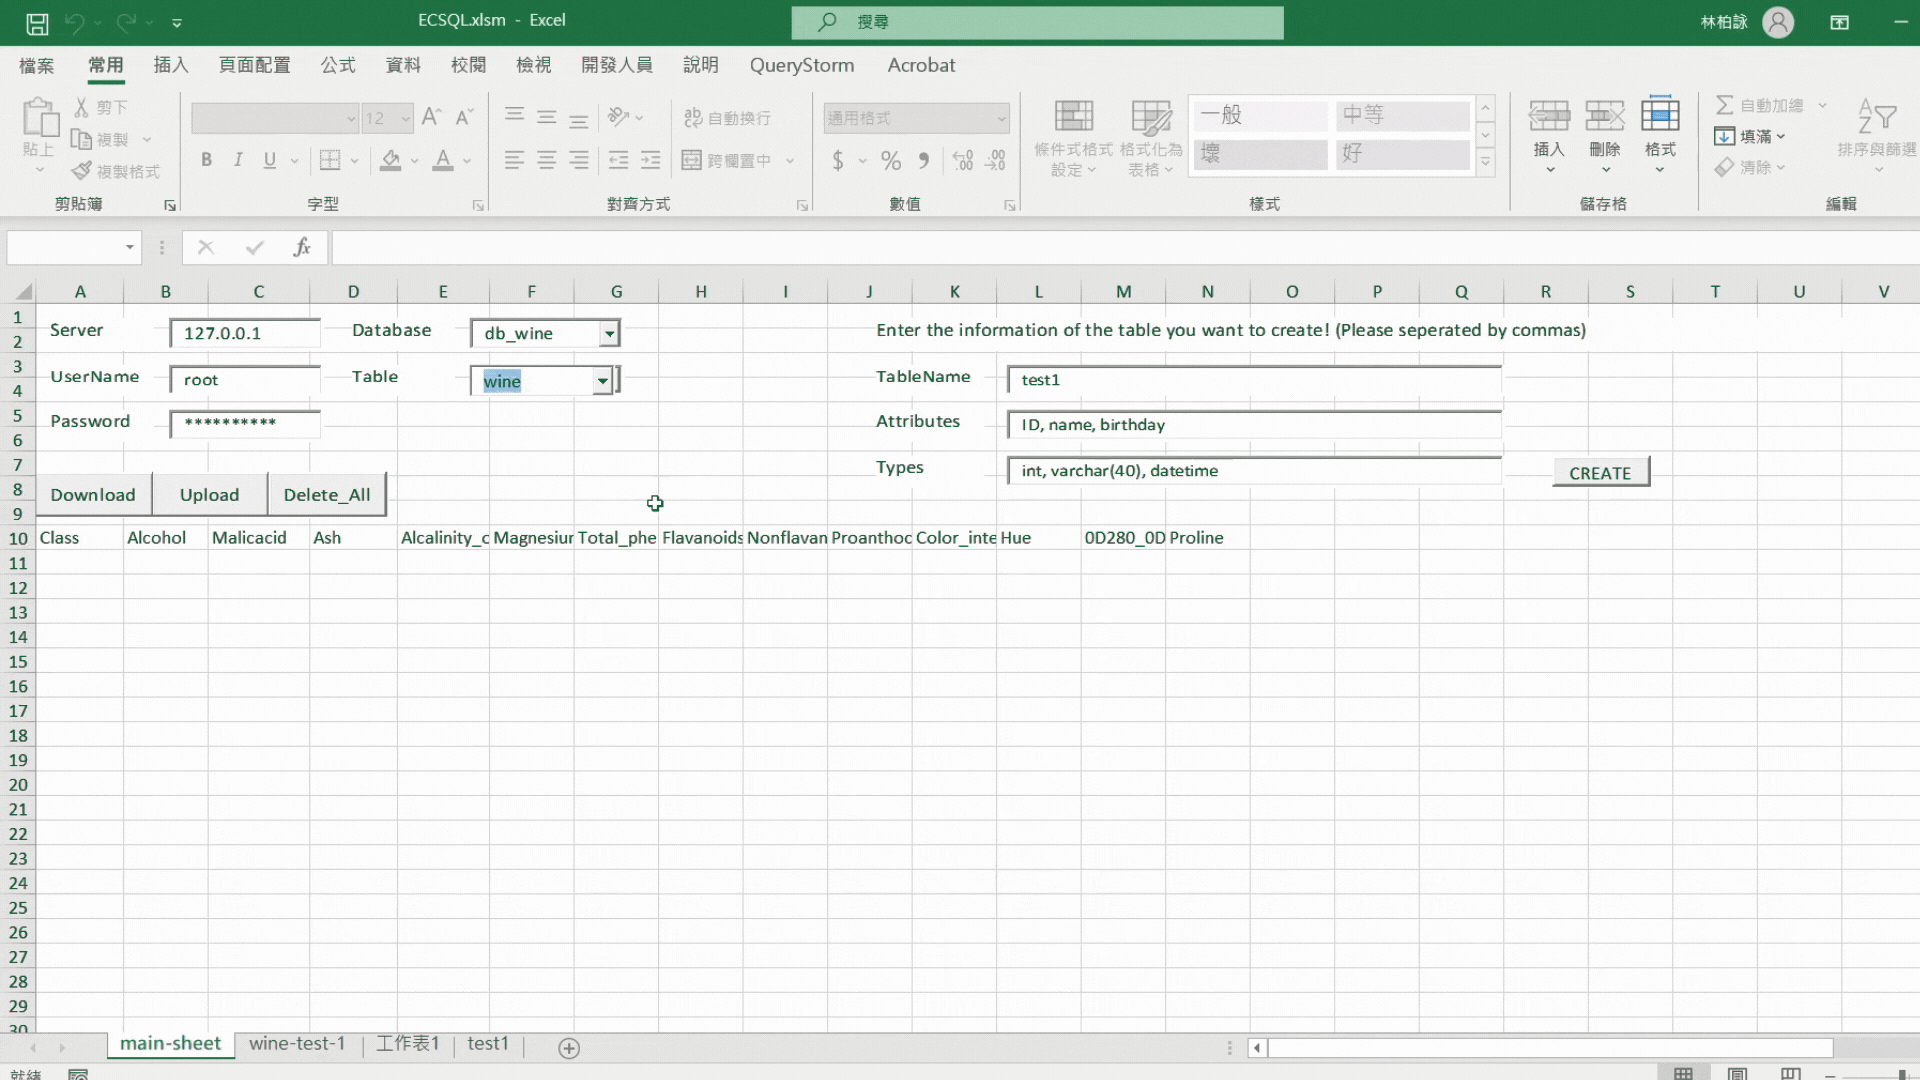 ECSQL.xlsm - Excel
搜尋
林柏詠
檔案 常用 插入 頁面配置 公式 資料 校閱 檢視 開發人員 說明 QueryStorm Acrobat
貼上
剪下
複製
複製格式
剪貼簿
12
B I U
字型
自動換行
跨欄置中
對齊方式
通用格式
$ % 9
數值
條件式格式設定
格式化為表格
一般 中等
壞 好
樣式
插入 刪除 格式
儲存格
自動加總
填滿
清除
排序與篩選
編輯
fx
A B C D E F G H I J K L M N O P Q R S T U V
Server 127.0.0.1 Database db_wine
UserName root Table wine
Password **********
Download Upload Delete_All
Enter the information of the table you want to create! (Please seperated by commas)
TableName test1
Attributes ID, name, birthday
Types int, varchar(40), datetime CREATE
1
2
3
4
5
6
7
8
9
10 Class Alcohol Malicacid Ash Alcalinity_c Magnesiur Total_phe Flavanoids Nonflavan Proanthoc Color_inte Hue 0D280_0D Proline
11
12
13
14
15
16
17
18
19
20
21
22
23
24
25
26
27
28
29
30
main-sheet wine-test-1 工作表1 test1
就緒